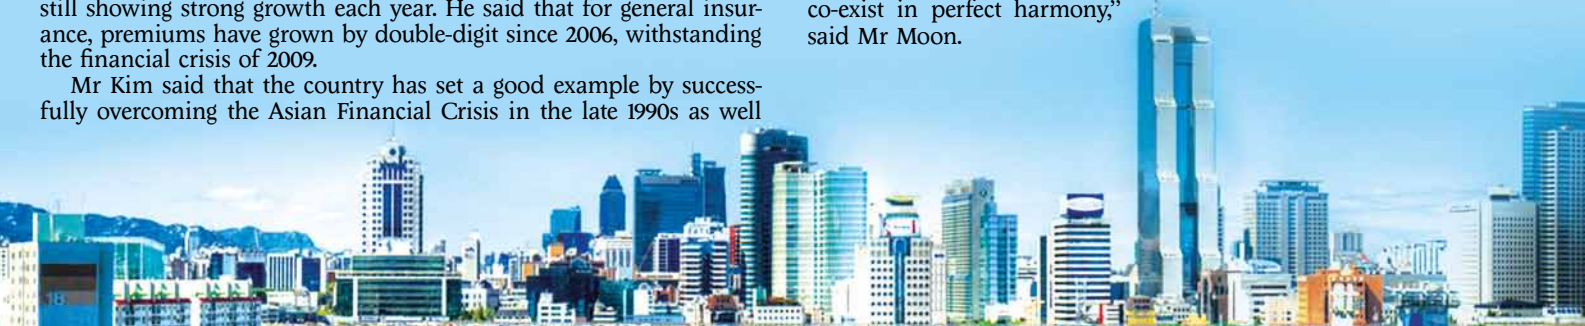 still showing strong growth each year. He said that for general insur-
ance, premiums have grown by double-digit since 2006, withstanding
the financial crisis of 2009.
Mr Kim said that the country has set a good example by success-
fully overcoming the Asian Financial Crisis in the late 1990s as well
co-exist in perfect harmony,”
said Mr Moon.
18